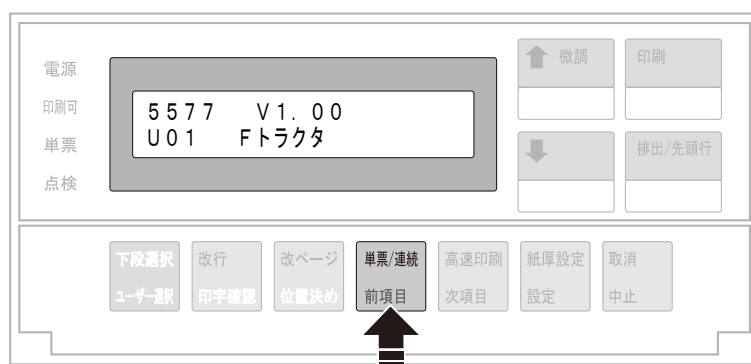 電源
印刷可
単票
点検
5577 V1.00
U01 Fトラクタ
微調
印刷
排出/先頭行
下段選択
ユーザー選択
改行
印字確認
改ページ
位置決め
単票/連続
前項目
高速印刷
次項目
紙厚設定
設定
取消
中止